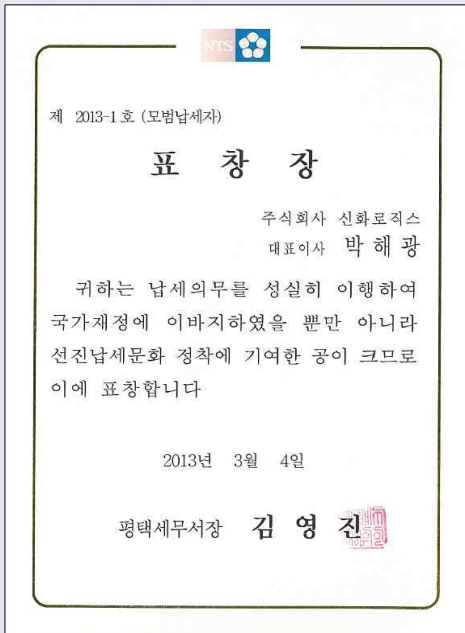 NTS
제 2013-1 호 (모범납세자)
표 창 장
주식회사 신화로직스
대표이사 박 해 광
귀하는 납세의무를 성실히 이행하여
국가재정에 이바지하였을 뿐만 아니라
선진납세문화 정착에 기여한 공이 크므로
이에 표창합니다
2013년 3월 4일
평택세무서장 김 영 진